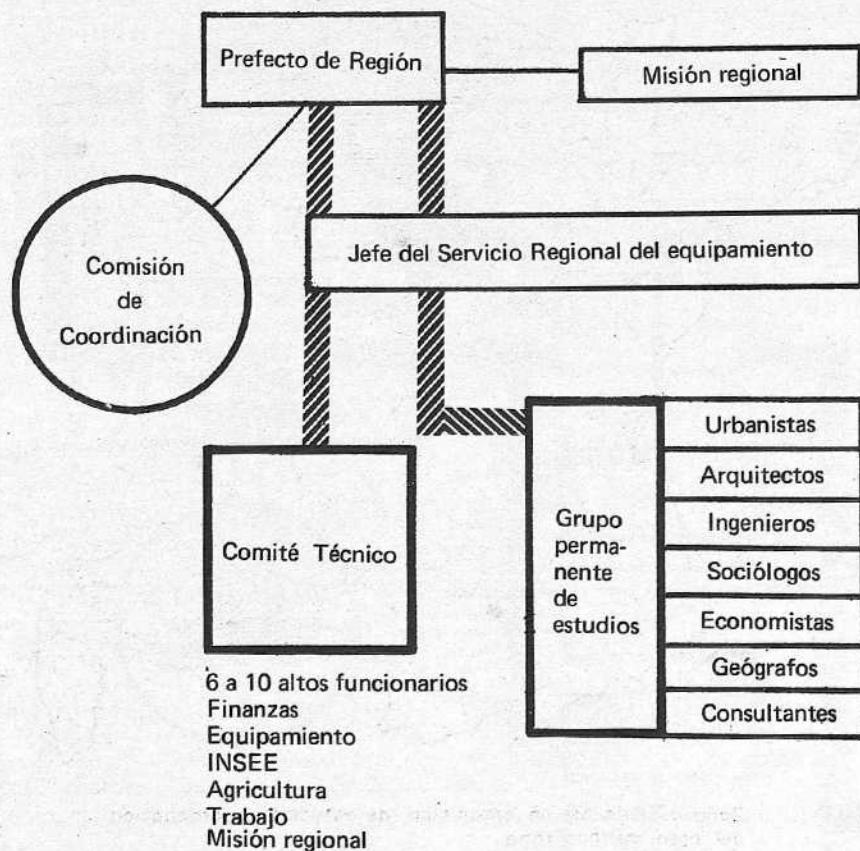 Prefecto de Región
Misión regional
Jefe del Servicio Regional del equipamiento
Comisión
de
Coordinación
Comité Técnico
6 a 10 altos funcionarios
Finanzas
Equipamiento
INSEE
Agricultura
Trabajo
Misión regional
Grupo
perma-
nente
de
estudios
Urbanistas
Arquitectos
Ingenieros
Sociólogos
Economistas
Geógrafos
Consultantes